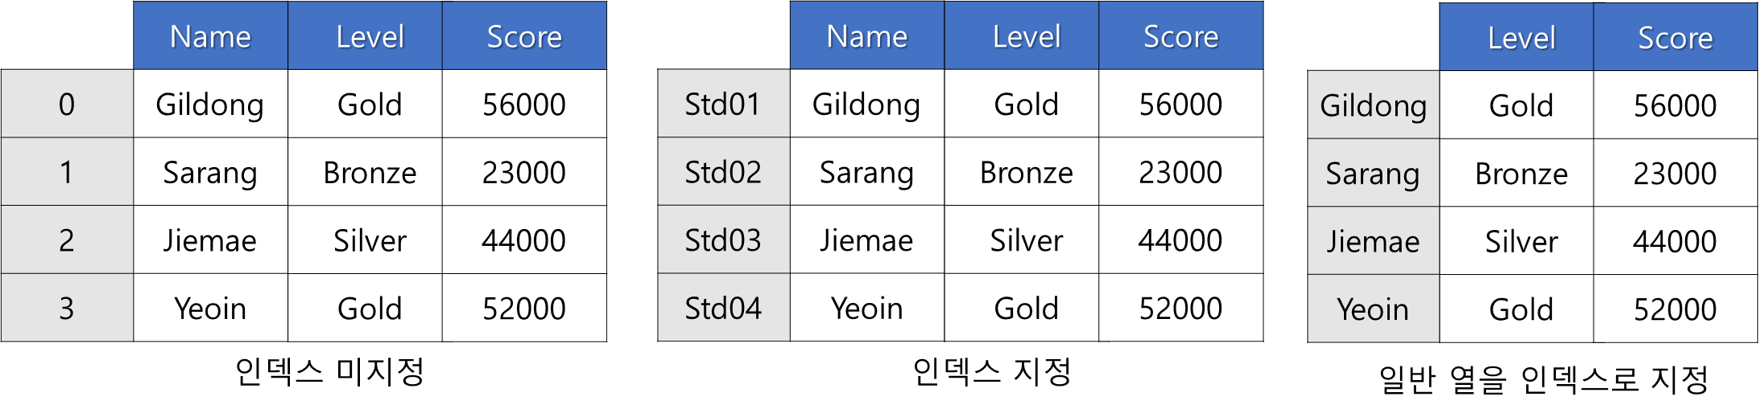 Name Level Score
0 Gildong Gold 56000
1 Sarang Bronze 23000
2 Jiemae Silver 44000
3 Yeoin Gold 52000
인덱스 미지정
Name Level Score
Std01 Gildong Gold 56000
Std02 Sarang Bronze 23000
Std03 Jiemae Silver 44000
Std04 Yeoin Gold 52000
인덱스 지정
Level Score
Gildong Gold 56000
Sarang Bronze 23000
Jiemae Silver 44000
Yeoin Gold 52000
일반 열을 인덱스로 지정